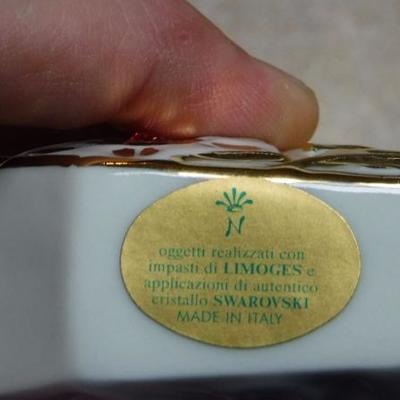 N
oggetti realizzati con
impasti di LIMOGES e
applicazioni di autentico
cristallo SWAROVSKI
MADE IN ITALY